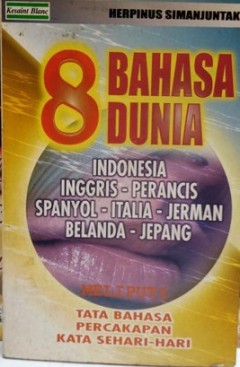 Kesaint Blanc
HERPINUS SIMANJUNTAK
8 BAHASA
DUNIA
INDONESIA
INGGRIS - PERANCIS
SPANYOL - ITALIA - JERMAN
BELANDA - JEPANG
MELIPUTI
TATA BAHASA
PERCAKAPAN
KATA SEHARI-HARI